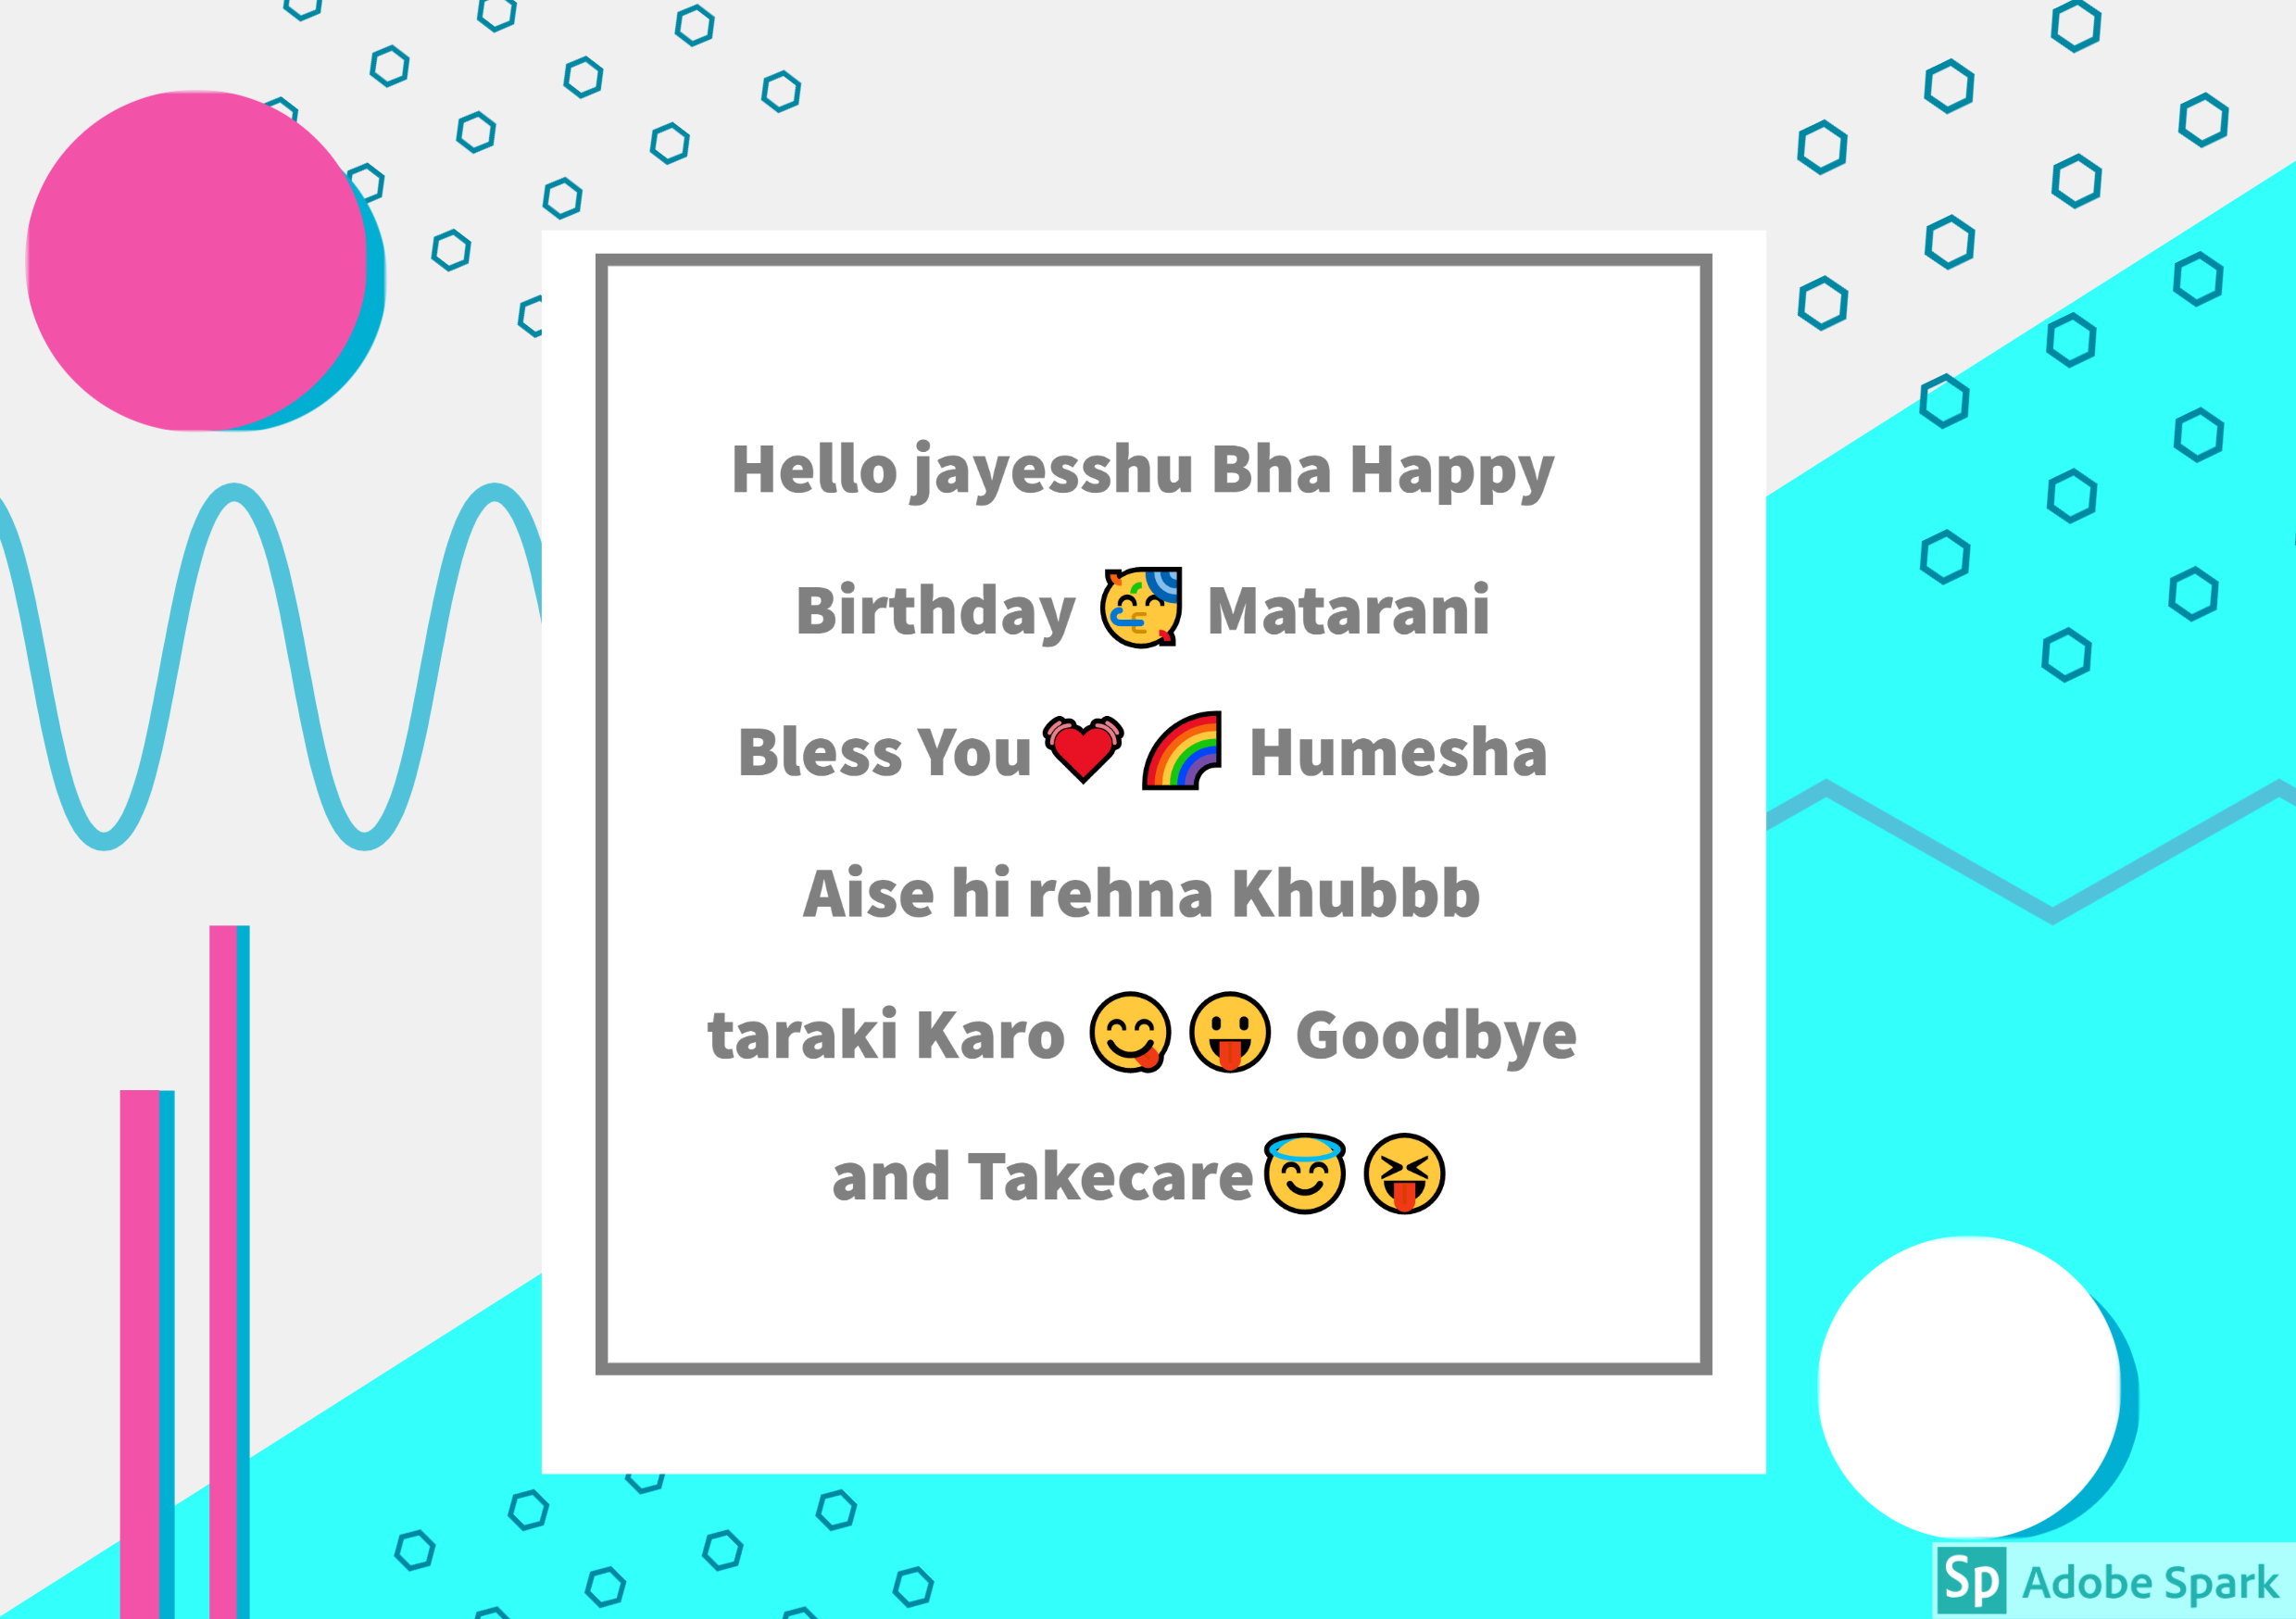 Hello jayesshu Bha Happy
Birthday 🥳 Matarani
Bless You💓🌈 Humesha
Aise hi rehna Khubbb
taraki Karo 😋😛 Goodbye
and Takecare😇😝
Sp Adobe Spark